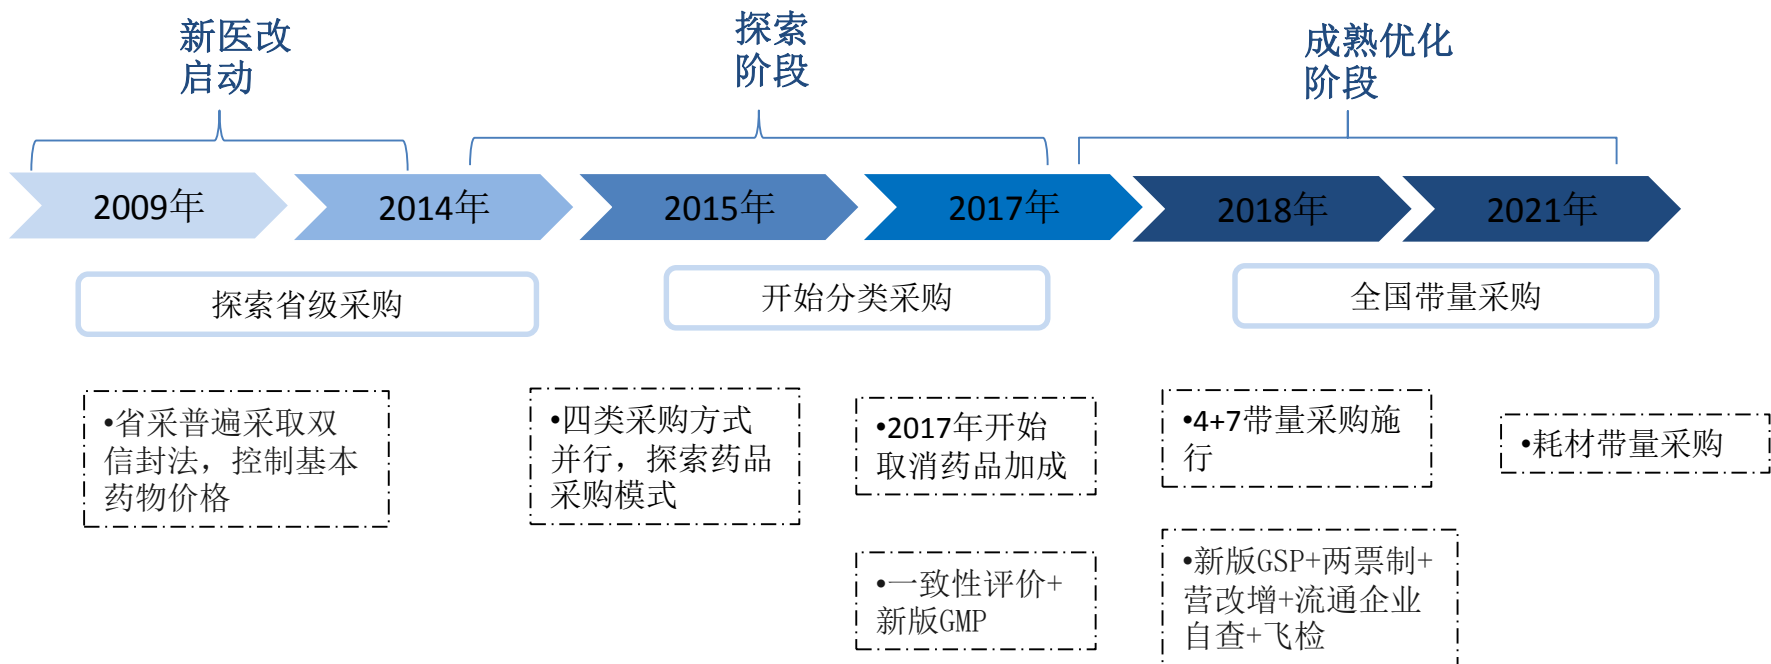 新医改
启动
探索
阶段
成熟优化
阶段
2009年
2014年
2015年
2017年
2018年
2021年
探索省级采购
开始分类采购
全国带量采购
•省采普遍采取双
信封法，控制基本
药物价格
•四类采购方式
并行，探索药品
采购模式
•2017年开始
取消药品加成
•4+7带量采购施
行
•耗材带量采购
•一致性评价+
新版GMP
•新版GSP+两票制+
营改增+流通企业
自查+飞检